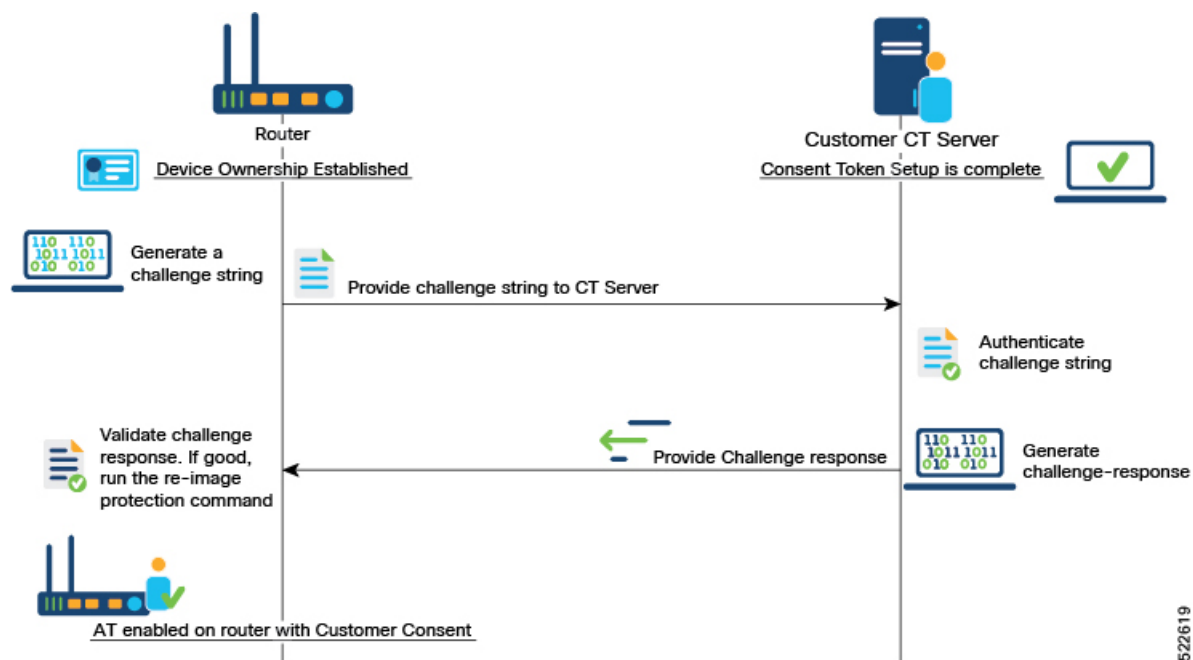 Router
Customer CT Server
Device Ownership Established
Consent Token Setup is complete
110 110
1011 1011
010 010
Generate a
challenge string
Provide challenge string to CT Server
Authenticate
challenge string
Validate challenge
response. If good,
run the re-image
protection command
Provide Challenge response
110 110
1011 1011
010 010
Generate
challenge-response
AT enabled on router with Customer Consent
522619